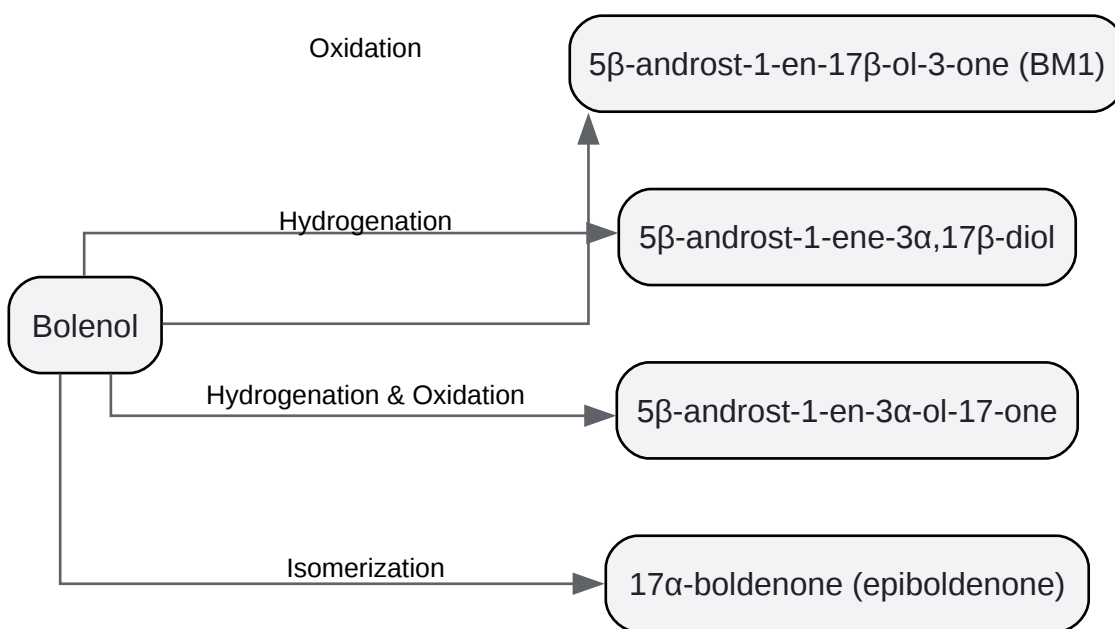 Oxidation
5β-androst-1-en-17β-ol-3-one (BM1)
Hydrogenation
5β-androst-1-ene-3α,17β-diol
Bolenol
Hydrogenation & Oxidation
5β-androst-1-en-3α-ol-17-one
Isomerization
17α-boldenone (epiboldenone)